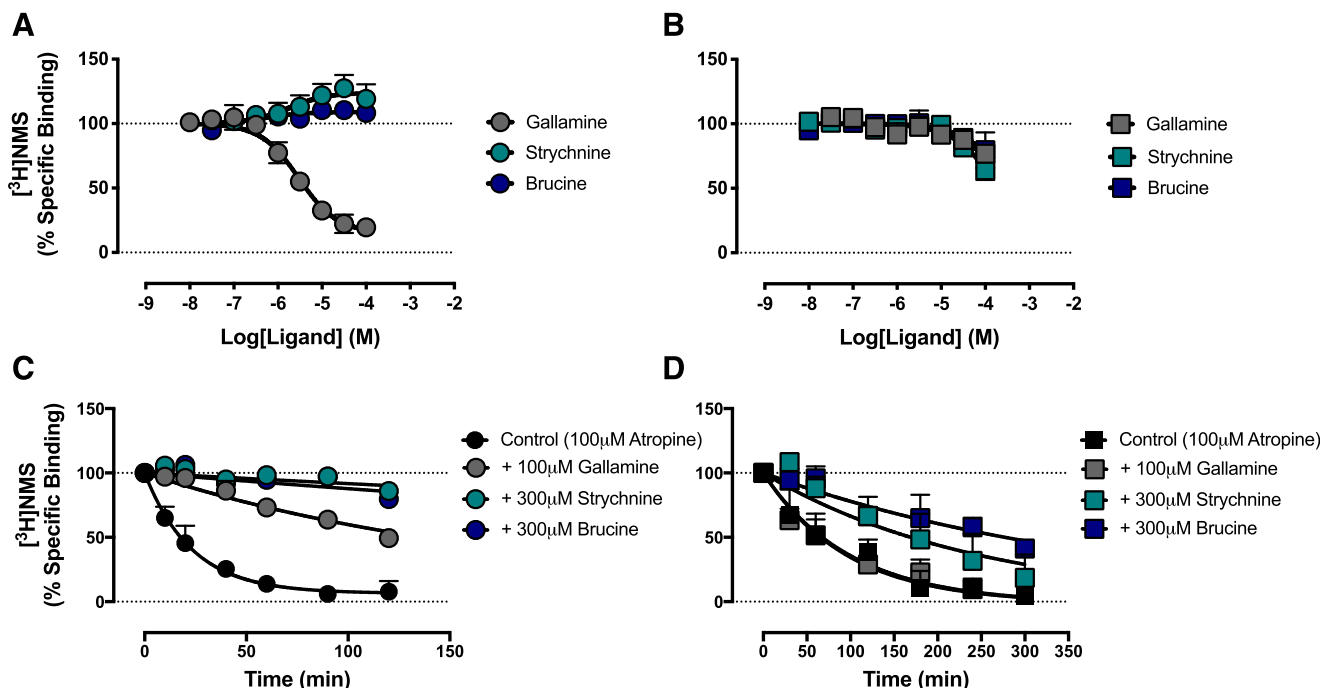 A
[³H]NMS
(% Specific Binding)
150
100
50
0
-9 -8 -7 -6 -5 -4 -3 -2
Log[Ligand] (M)
Gallamine
Strychnine
Brucine
B
150
100
50
0
-9 -8 -7 -6 -5 -4 -3 -2
Log[Ligand] (M)
Gallamine
Strychnine
Brucine
C
[³H]NMS
(% Specific Binding)
150
100
50
0
0 50 100 150
Time (min)
Control (100μM Atropine)
+ 100μM Gallamine
+ 300μM Strychnine
+ 300μM Brucine
D
150
100
50
0
0 50 100 150 200 250 300 350
Time (min)
Control (100μM Atropine)
+ 100μM Gallamine
+ 300μM Strychnine
+ 300μM Brucine